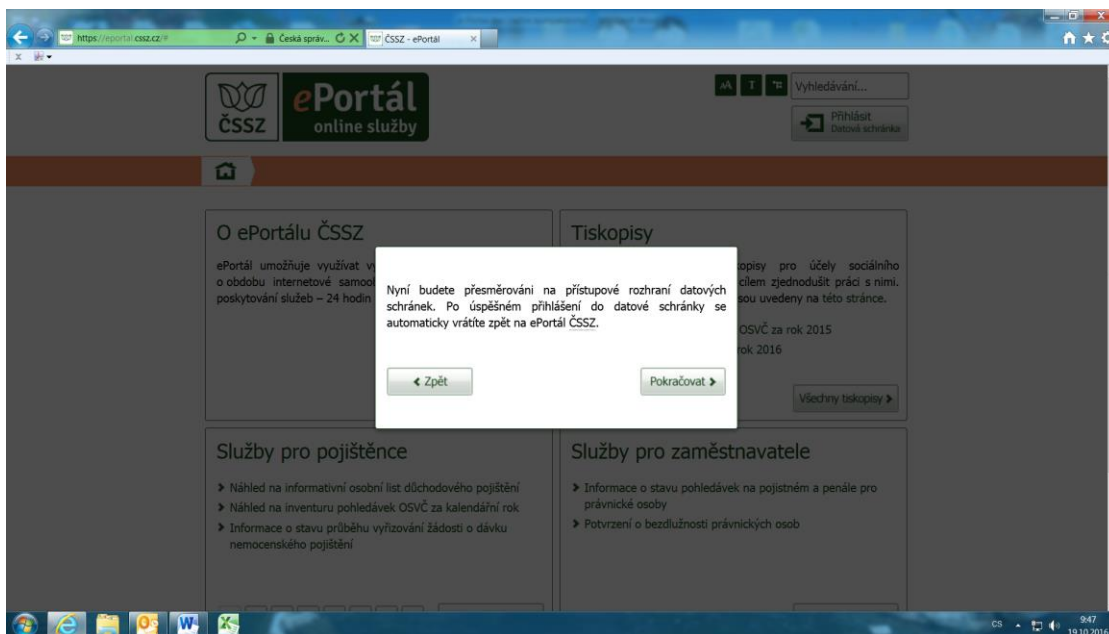 https://eportal.cssz.cz/#
Česká správ...
ČSSZ - ePortál
ČSSZ
ePortál
online služby
Vyhledávání...
Přihlásit
Datová schránka
O ePortálu ČSSZ
Tiskopisy
ePortál umožňuje využívat
o obdobu internetové
poskytování služeb – 24 hodin
pro účely sociálního
cílem zjednodušit práci s nimi.
jsou uvedeny na této stránce.
OSVČ za rok 2015
rok 2016
Všechny tiskopisy
Nyní budete přesměrováni na přístupové rozhraní datových
schránek. Po úspěšném přihlášení do datové schránky se
automaticky vrátíte zpět na ePortál ČSSZ.
Zpět
Pokračovat
Služby pro pojištěnce
Náhled na informativní osobní list důchodového pojištění
Náhled na inventuru pohledávek OSVČ za kalendářní rok
Informace o stavu průběhu vyřizování žádosti o dávku
nemocenského pojištění
Služby pro zaměstnavatele
Informace o stavu pohledávek na pojistném a penále pro
právnické osoby
Potvrzení o bezdlužnosti právnických osob
CS
9:47
19.10.2016